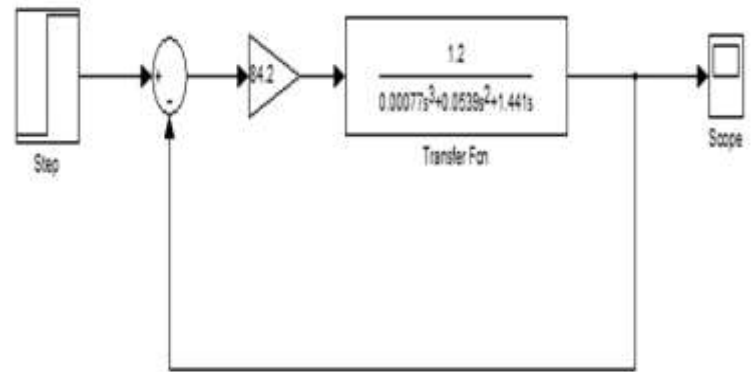 84.2
1.2
0.00077s³+0.0539s²+1.441s
+
-
Step
Transfer Fcn
Scope